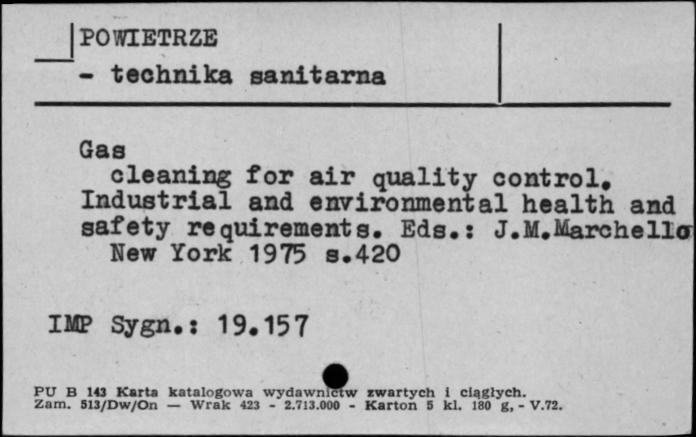 POWIETRZE
- technika sanitarna
Gas
cleaning for air quality control.
Industrial and environmental health and
safety requirements. Eds.: J.M.Marchello
New York 1975 s.420
IMP Sygn.: 19.157
PU B 143 Karta katalogowa wydawnictw zwartych i ciągłych.
Zam. 513/Dw/On — Wrak 423 - 2.713.000 - Karton 5 kl. 180 g, - V.72.